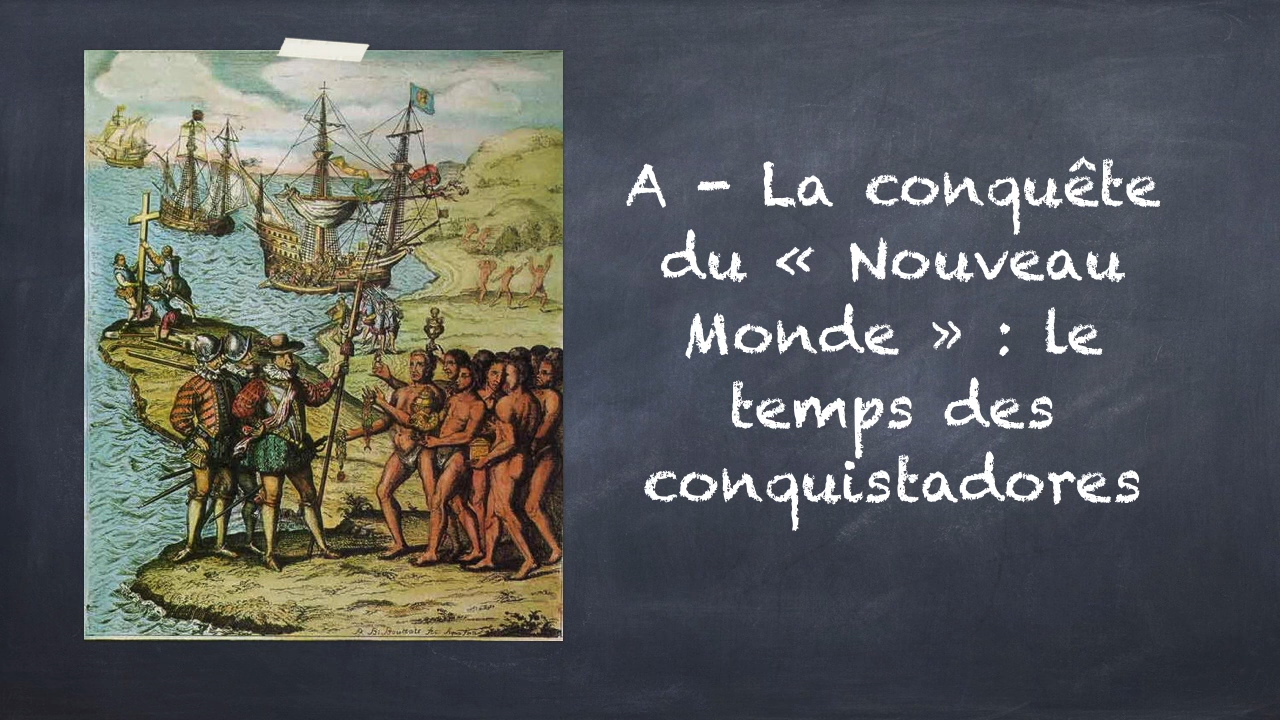 A - La conquête
du « Nouveau
Monde » : le
temps des
conquistadores